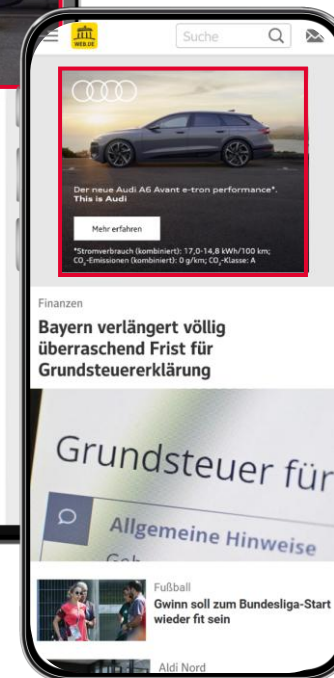 WEB.DE
Suche
Der neue Audi A6 Avant e-tron performance*.
This is Audi
Mehr erfahren
*Stromverbrauch (kombiniert): 17,0-14,8 kWh/100 km;
CO₂-Emissionen (kombiniert): 0 g/km; CO₂-Klasse: A
Finanzen
Bayern verlängert völlig
überraschend Frist für
Grundsteuererklärung
Grundsteuer für
Allgemeine Hinweise
Fußball
Gwinn soll zum Bundesliga-Start
wieder fit sein
Aldi Nord